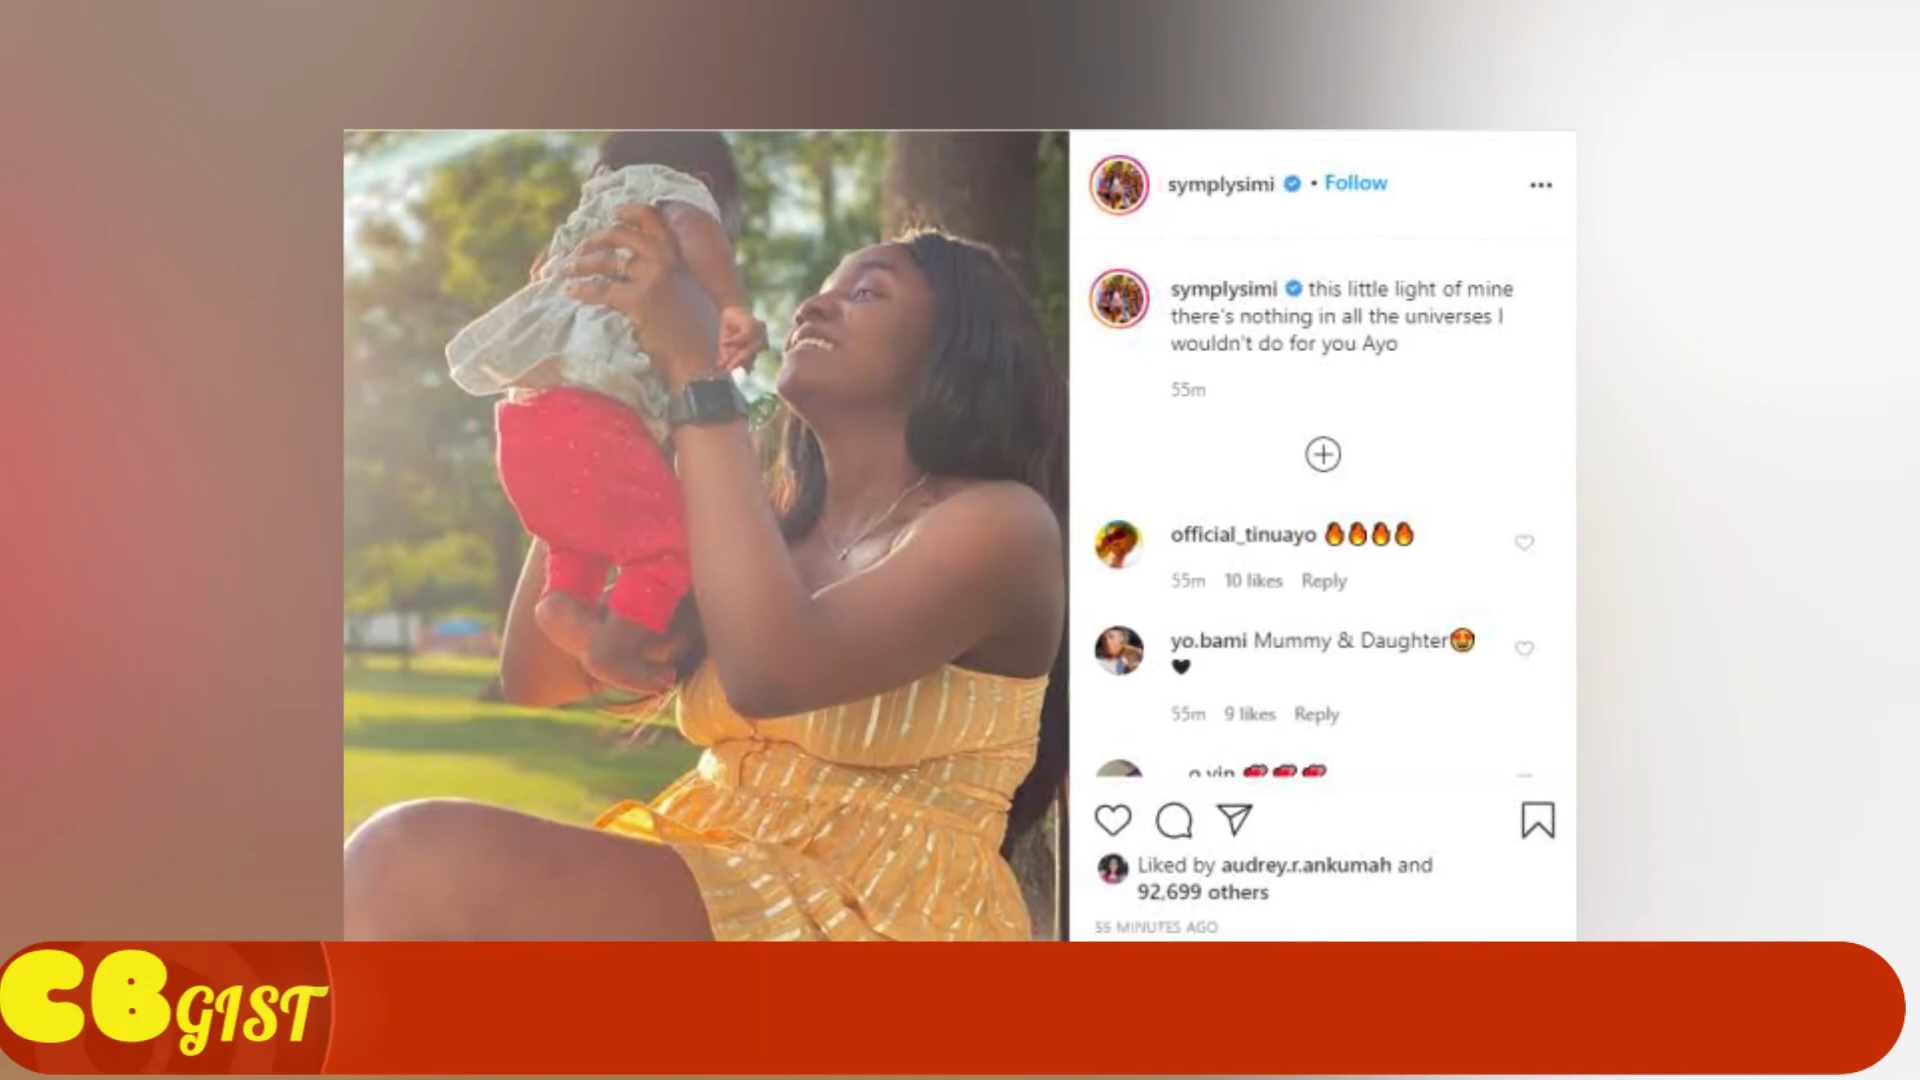 symplysimi • Follow
symplysimi this little light of mine
there's nothing in all the universes I
wouldn't do for you Ayo
55m
official_tinuayo 🔥🔥🔥🔥
55m 10 likes Reply
yo.bami Mummy & Daughter😍
🖤
55m 9 likes Reply
Liked by audrey.r.ankumah and
92,699 others
55 MINUTES AGO
CBGIST